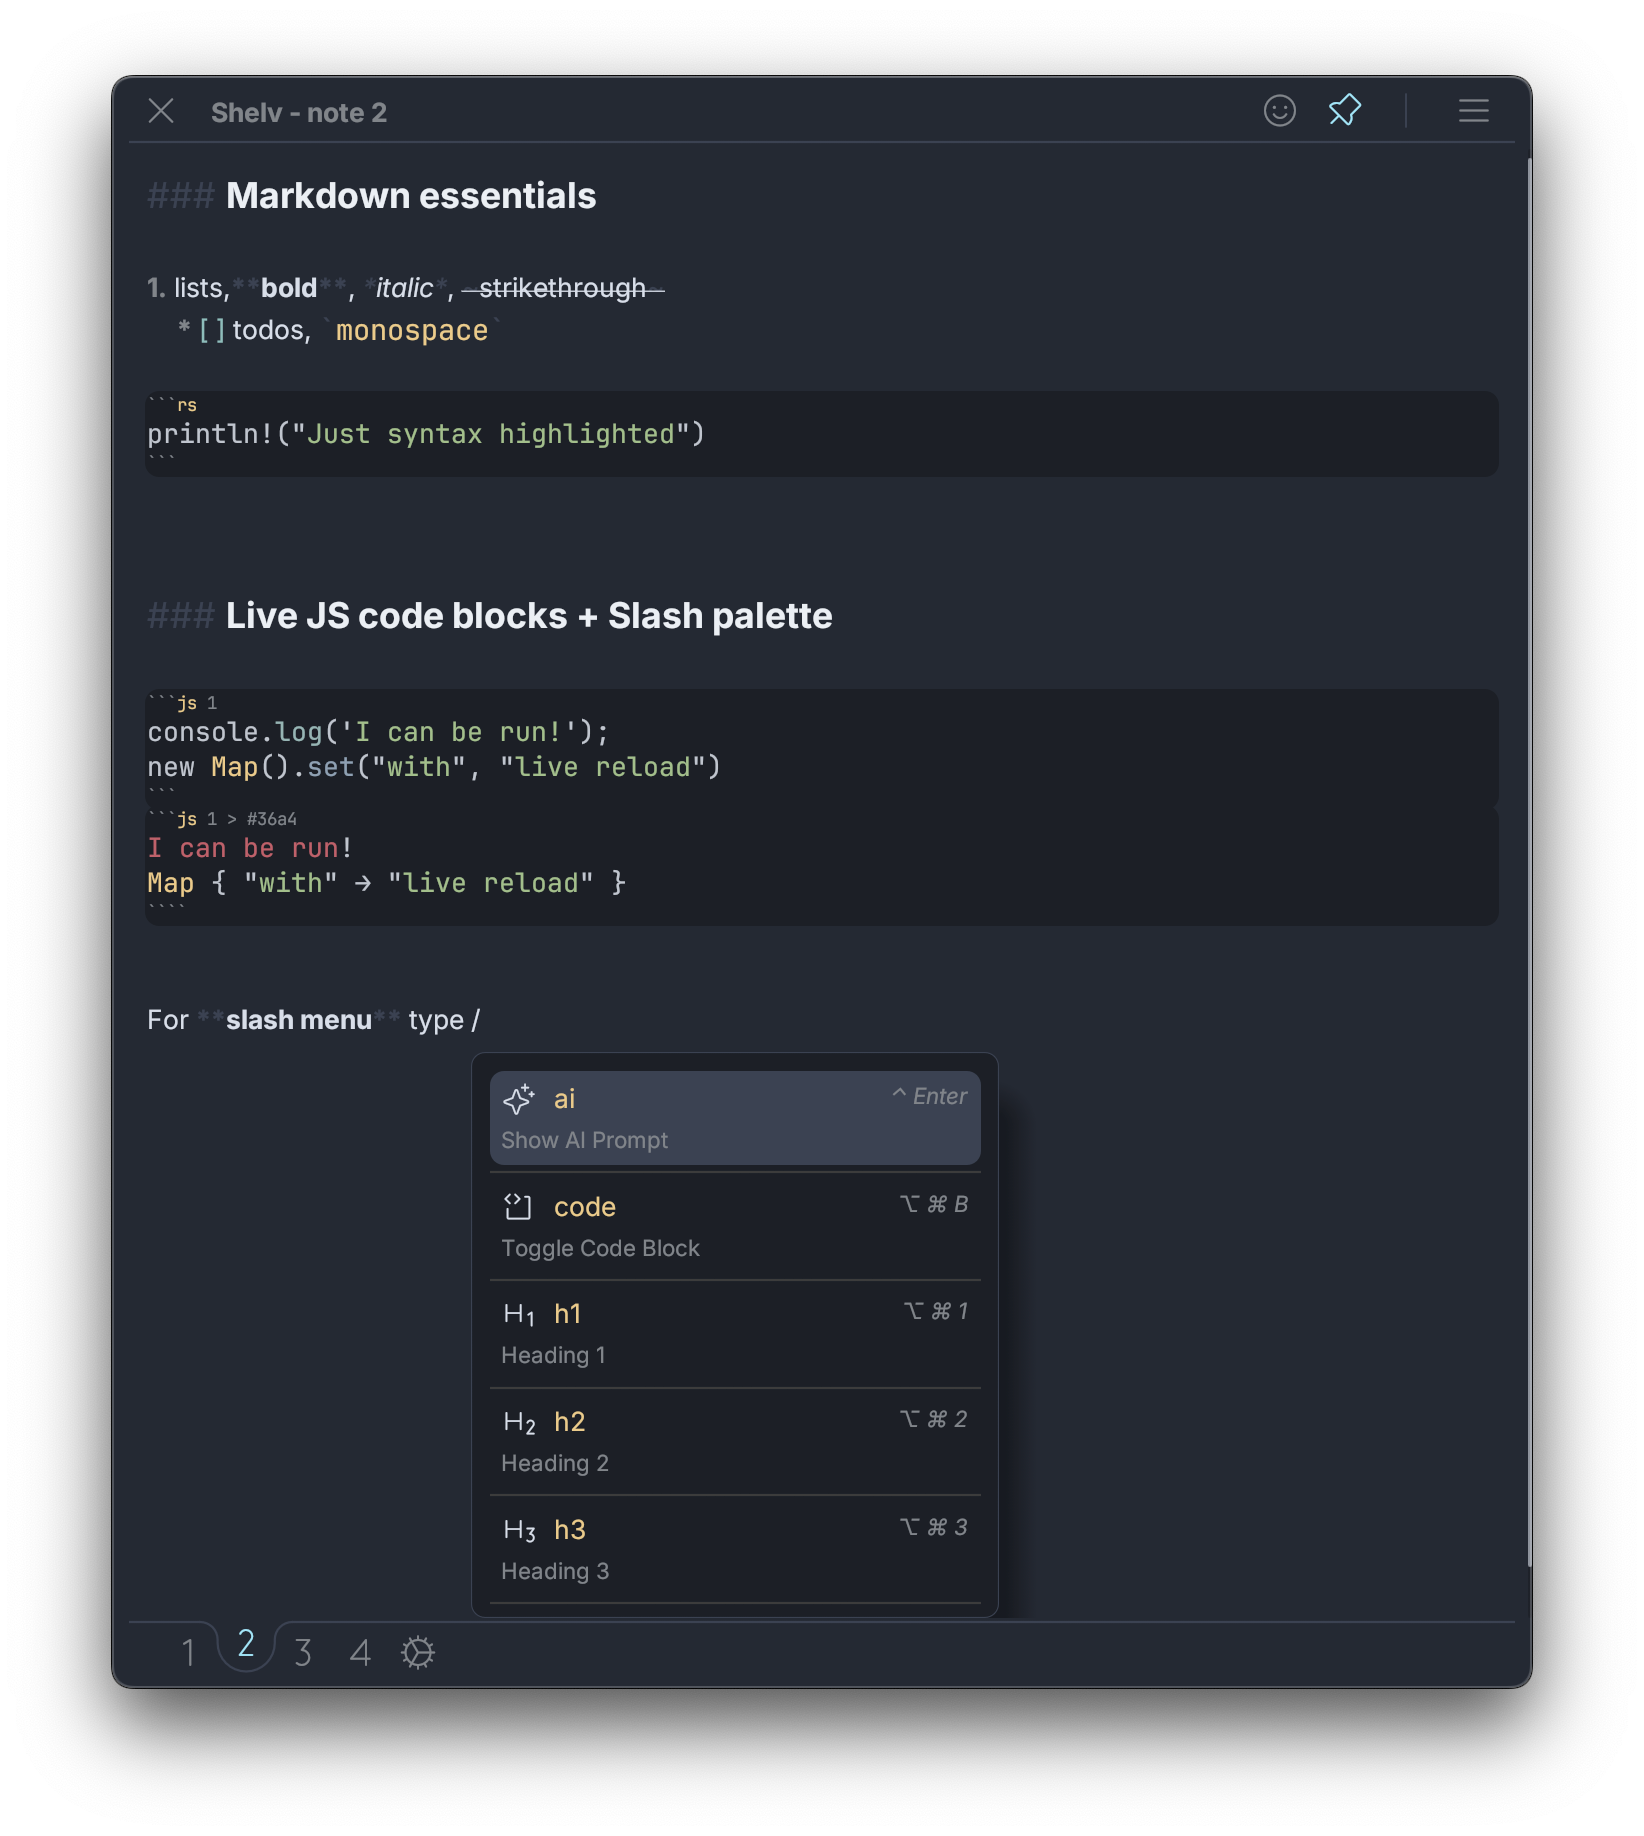 Shelv - note 2
### Markdown essentials
1. lists, **bold**, *italic*, ~strikethrough~
* [ ] todos, `monospace`
```rs
println!("Just syntax highlighted")
```
### Live JS code blocks + Slash palette
```js 1
console.log('I can be run!');
new Map().set("with", "live reload")
```
```js 1 > #36a4
I can be run!
Map { "with" → "live reload" }
````
For **slash menu** type /
ai ^ Enter
Show AI Prompt
code ⌥ ⌘ B
Toggle Code Block
H1 h1 ⌥ ⌘ 1
Heading 1
H2 h2 ⌥ ⌘ 2
Heading 2
H3 h3 ⌥ ⌘ 3
Heading 3
1 2 3 4